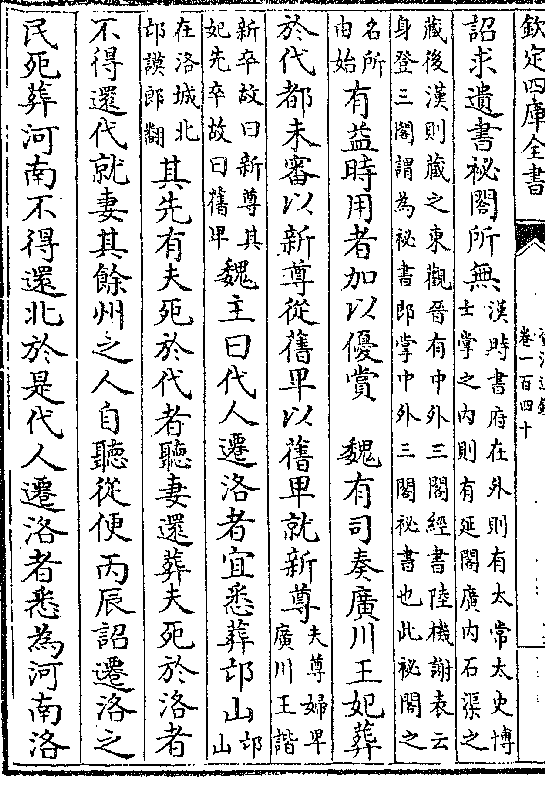 欽定四庫全書
卷一百四十
詔求遺書祕閣所無
漢時書府在外則有太常太史博
士掌之内則有延閣廣内石渠之
藏後漢則藏之東觀晉有中外三閣經書陸機謝表云
身登三閣謂為祕書郎掌中外三閣祕書也此祕閣之
名所
由始
有益時用者加以優賞　魏有司奏廣川王妃葬
於代都未審以新尊從舊卑以舊卑就新尊
夫尊婦卑
廣川王諧
新卒故曰新尊其
妃先卒故曰舊卑
魏主曰代人遷洛者宜悉葬邙山
邙
山
在洛城北
邙謨郎翻
其先有夫死於代者聽妻還葬夫死於洛者
不得還代就妻其餘州之人自聽從便丙辰詔遷洛之
民死葬河南不得還北於是代人遷洛者悉為河南洛